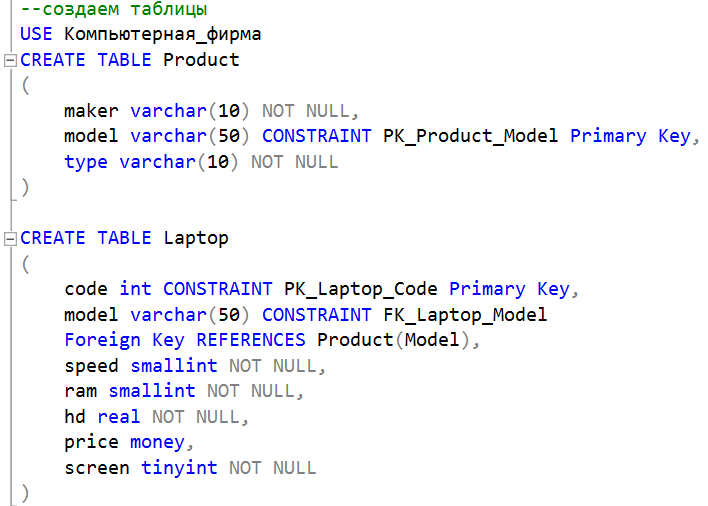 --создаем таблицы
USE Компьютерная_фирма
CREATE TABLE Product
(
maker varchar(10) NOT NULL,
model varchar(50) CONSTRAINT PK_Product_Model Primary Key,
type varchar(10) NOT NULL
)
CREATE TABLE Laptop
(
code int CONSTRAINT PK_Laptop_Code Primary Key,
model varchar(50) CONSTRAINT FK_Laptop_Model
Foreign Key REFERENCES Product(Model),
speed smallint NOT NULL,
ram smallint NOT NULL,
hd real NOT NULL,
price money,
screen tinyint NOT NULL
)